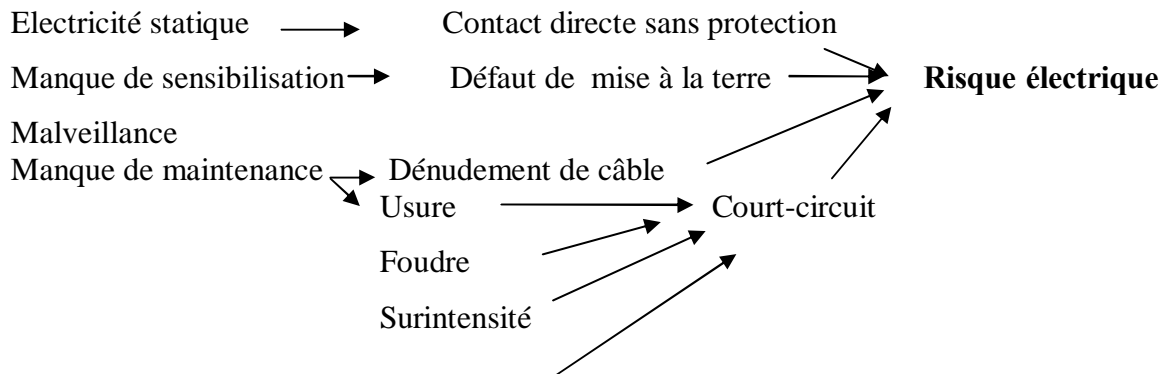 Electricité statique Contact directe sans protection
Manque de sensibilisation Défaut de mise à la terre Risque électrique
Malveillance
Manque de maintenance Dénudement de câble
Usure Court-circuit
Foudre
Surintensité